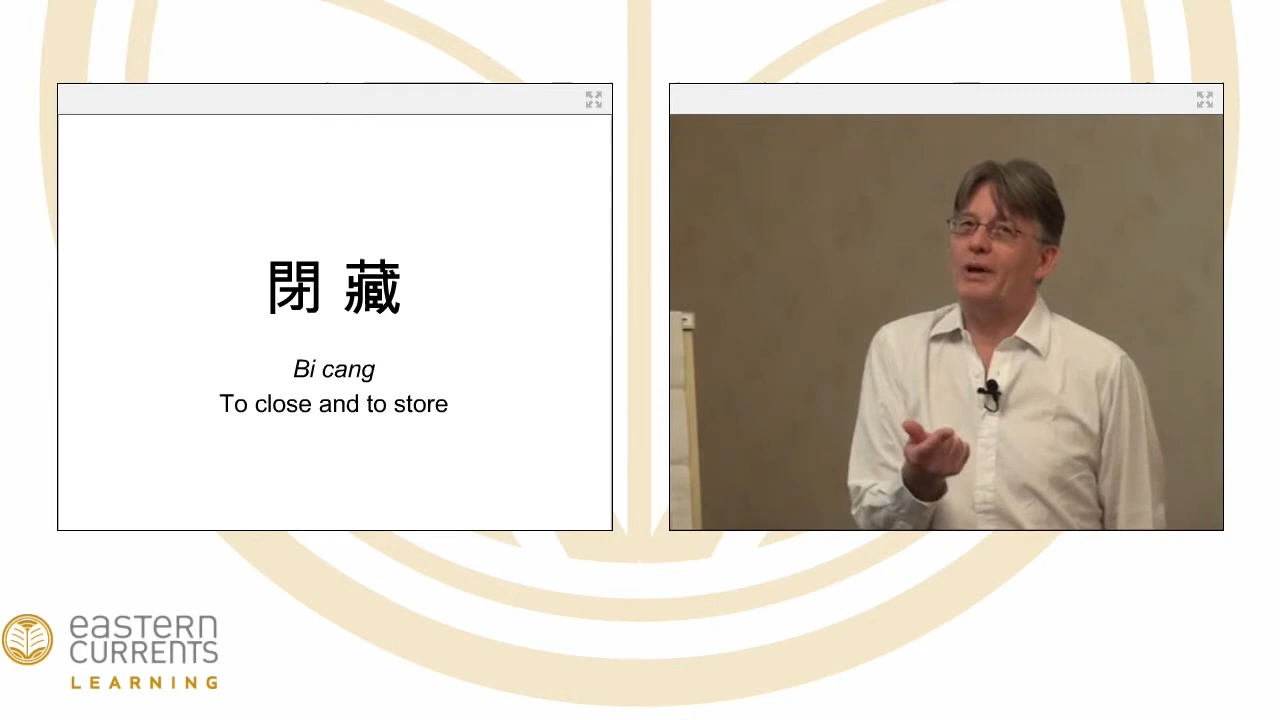 閉 藏
Bi cang
To close and to store
eastern
CURRENTS
LEARNING